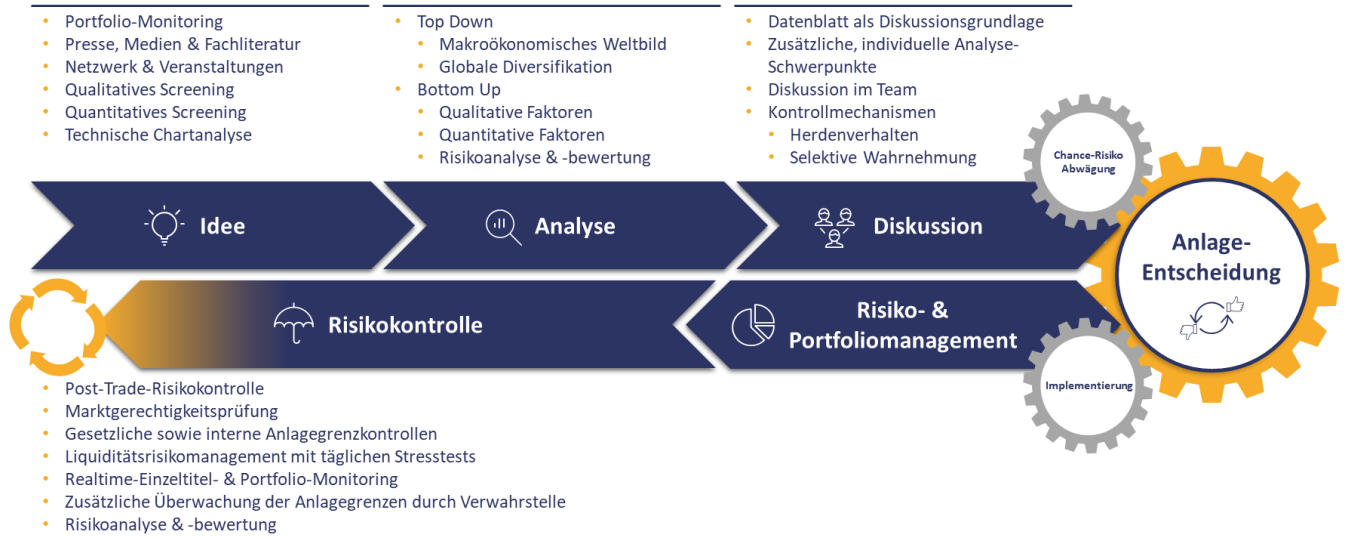 Portfolio-Monitoring
Presse, Medien & Fachliteratur
Netzwerk & Veranstaltungen
Qualitatives Screening
Quantitatives Screening
Technische Chartanalyse
Top Down
Makroökonomisches Weltbild
Globale Diversifikation
Bottom Up
Qualitative Faktoren
Quantitative Faktoren
Risikoanalyse & -bewertung
Datenblatt als Diskussionsgrundlage
Zusätzliche, individuelle Analyse-
Schwerpunkte
Diskussion im Team
Kontrollmechanismen
Herdenverhalten
Selektive Wahrnehmung
Chance-Risiko
Abwägung
Idee
Analyse
Diskussion
Anlage-
Entscheidung
Risikokontrolle
Risiko- &
Portfoliomanagement
Implementierung
Post-Trade-Risikokontrolle
Marktgerechtigkeitsprüfung
Gesetzliche sowie interne Anlagegrenzkontrollen
Liquiditätsrisikomanagement mit täglichen Stresstests
Realtime-Einzeltitel- & Portfolio-Monitoring
Zusätzliche Überwachung der Anlagegrenzen durch Verwahrstelle
Risikoanalyse & -bewertung